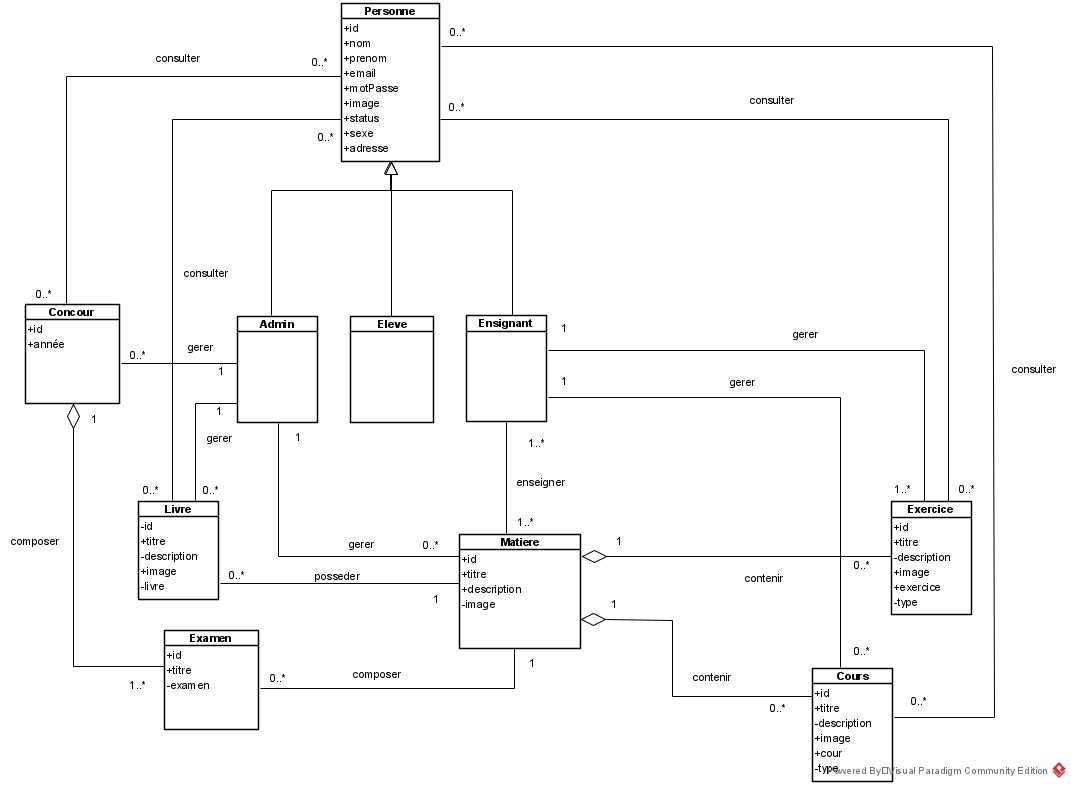 Personne
+id
+nom
+prenom
+email
+motPasse
+image
+status
+sexe
+adresse
0..*
consulter
0..*
0..*
consulter
0..*
consulter
0..*
Concour
+id
+année
Admin
Eleve
Ensignant
1
gerer
gerer
0..*
1
consulter
1
gerer
1
gerer
1
1
1..*
enseigner
0..*
0..*
1..*
0..*
Livre
-id
+titre
-description
+image
-livre
Exercice
+id
+titre
-description
+image
+exercice
-type
1..*
composer
gerer
0..*
Matiere
+id
+titre
+description
-image
1
0..*
contenir
0..*
posseder
1
1
Examen
+id
+titre
-examen
1..*
0..*
composer
1
contenir
0..*
0..*
Cours
+id
+titre
-description
+image
+cour
-type
0..*
Powered By Visual Paradigm Community Edition